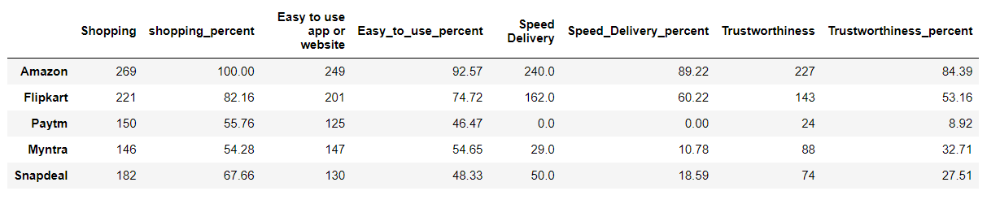 Shopping shopping_percent Easy to use app or website Easy_to_use_percent Speed Delivery Speed_Delivery_percent Trustworthiness Trustworthiness_percent
Amazon 269 100.00 249 92.57 240.0 89.22 227 84.39
Flipkart 221 82.16 201 74.72 162.0 60.22 143 53.16
Paytm 150 55.76 125 46.47 0.0 0.00 24 8.92
Myntra 146 54.28 147 54.65 29.0 10.78 88 32.71
Snapdeal 182 67.66 130 48.33 50.0 18.59 74 27.51